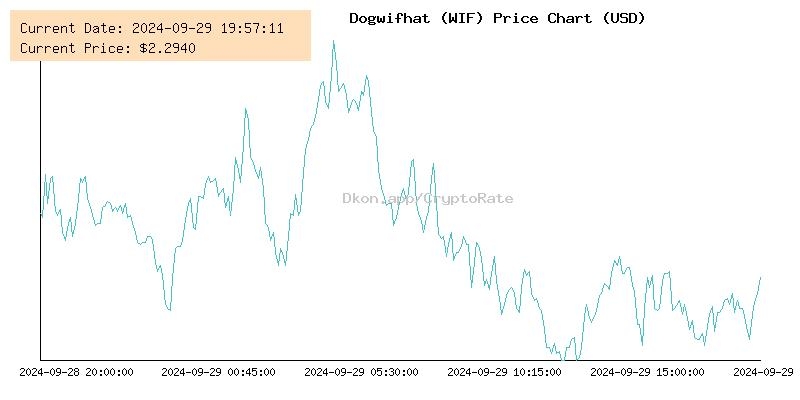 Dogwifhat (WIF) Price Chart (USD)
Current Date: 2024-09-29 19:57:11
Current Price: $2.2940
Dkon.app/CryptoRate
2024-09-28 20:00:00 2024-09-29 00:45:00 2024-09-29 05:30:00 2024-09-29 10:15:00 2024-09-29 15:00:00 2024-09-29